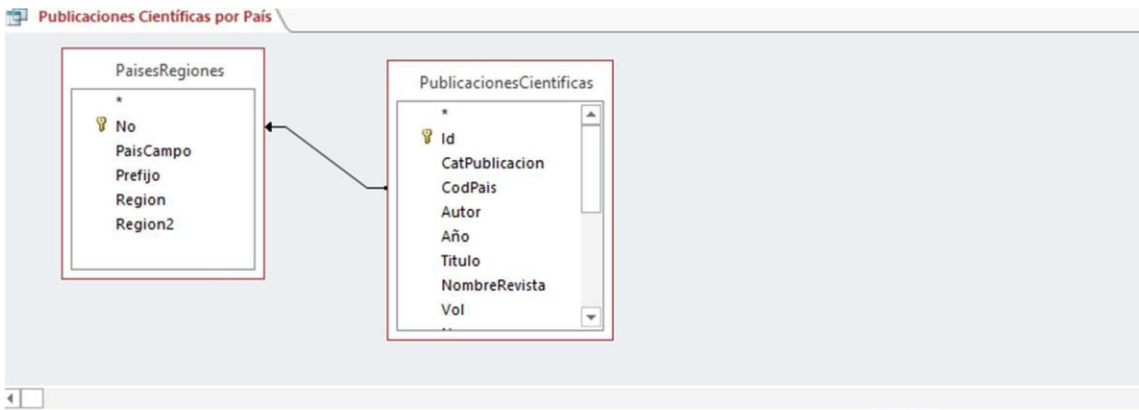 Publicaciones Científicas por País
PaisesRegiones
*
No
PaisCampo
Prefijo
Region
Region2
PublicacionesCientificas
*
Id
CatPublicacion
CodPais
Autor
Año
Titulo
NombreRevista
Vol